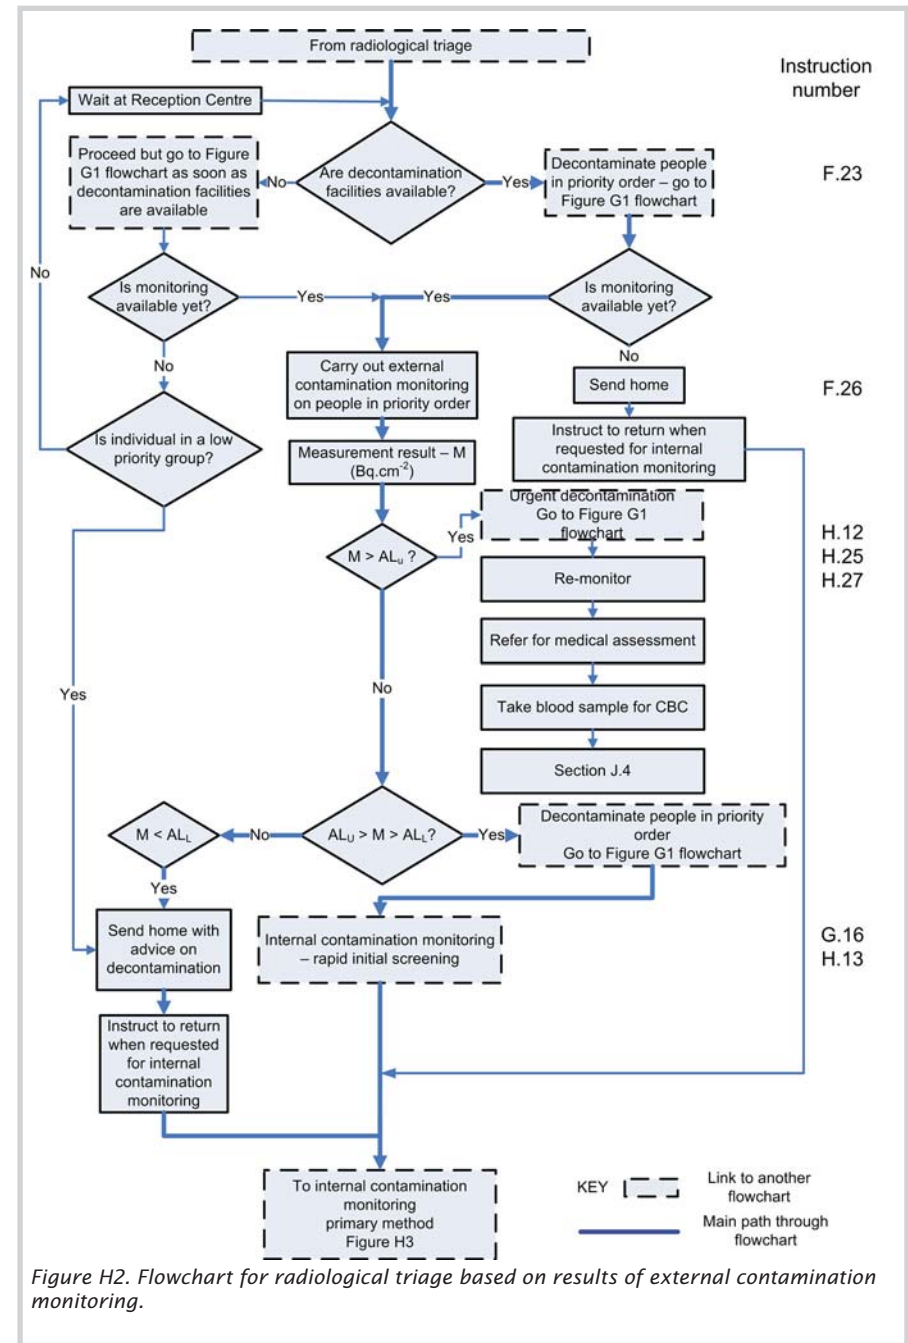 From radiological triage
Instruction
number
Wait at Reception Centre
Proceed but go to Figure
G1 flowchart as soon as
decontamination facilities
are available
No
Are decontamination
facilities available?
Yes
Decontaminate people
in priority order – go to
Figure G1 flowchart
F.23
No
Is monitoring
available yet?
Yes
Yes
Is monitoring
available yet?
No
No
Carry out external
contamination monitoring
on people in priority order
Send home
F.26
Is individual in a low
priority group?
Measurement result – M
(Bq.cm⁻²)
Instruct to return when
requested for internal
contamination monitoring
Urgent decontamination
Go to Figure G1
flowchart
M > ALᵤ ?
Yes
H.12
H.25
H.27
Re-monitor
Refer for medical assessment
No
Yes
Take blood sample for CBC
Section J.4
M < AL_L
No
AL_U > M > AL_L?
Yes
Decontaminate people in priority
order
Go to Figure G1 flowchart
Yes
Send home with
advice on
decontamination
Internal contamination monitoring
– rapid initial screening
G.16
H.13
Instruct to return
when requested
for internal
contamination
monitoring
To internal contamination
monitoring
primary method
Figure H3
KEY
Link to another
flowchart
Main path through
flowchart
Figure H2. Flowchart for radiological triage based on results of external contamination
monitoring.